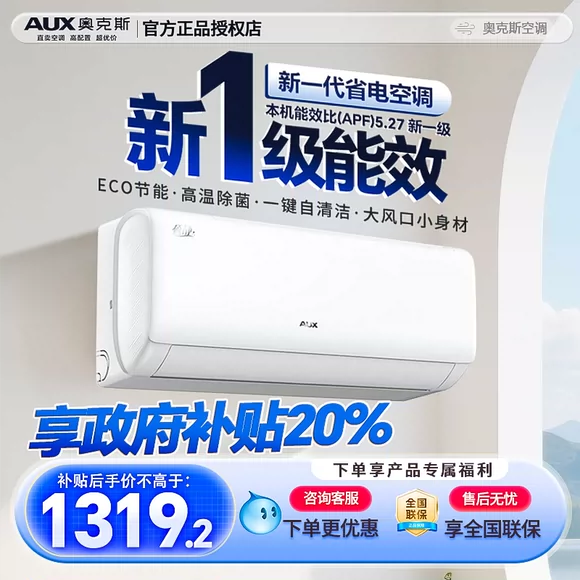 AUX奥克斯 官方正品授权店
直卖空调 高配置 超优价
奥克斯空调
新一代省电空调
本机能效比(APF)5.27 新一级
新1级能效
ECO节能·高温除菌·一键自清洁·大风口小身材
AUX
享政府补贴20%
补贴后手价不高于:
1319.2
下单享产品专属福利
咨询客服
下单更优惠
全国
联保
售后无忧
享全国联保